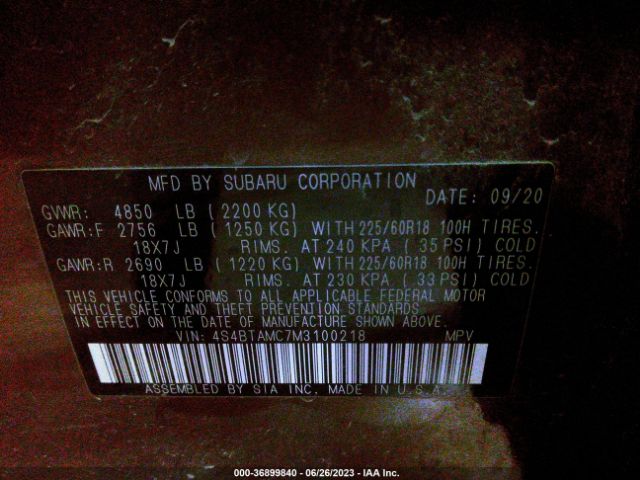 MFD BY SUBARU CORPORATION DATE: 09/20
GVWR: 4850 LB (2200 KG)
GAWR:F 2756 LB (1250 KG) WITH 225/60R18 100H TIRES.
18X7J RIMS. AT 240 KPA (35 PSI) COLD
GAWR:R 2690 LB (1220 KG) WITH 225/60R18 100H TIRES.
18X7J RIMS. AT 230 KPA (33 PSI) COLD
THIS VEHICLE CONFORMS TO ALL APPLICABLE FEDERAL MOTOR
VEHICLE SAFETY AND THEFT PREVENTION STANDARDS
IN EFFECT ON THE DATE OF MANUFACTURE SHOWN ABOVE.
VIN: 4S4BTAMC7M3100218 MPV
ASSEMBLED BY SIA INC. MADE IN U.S.A.
000-36899840 - 06/26/2023 - IAA Inc.